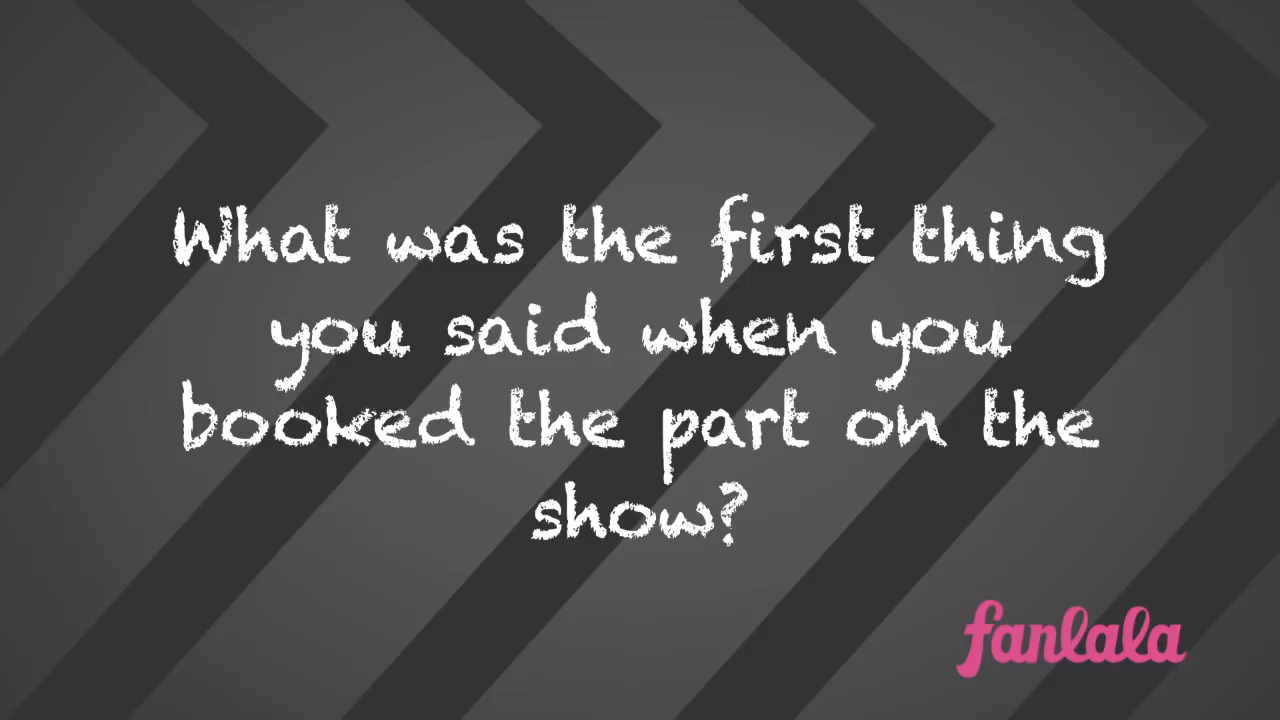 What was the first thing
you said when you
booked the part on the
show?
fanlala